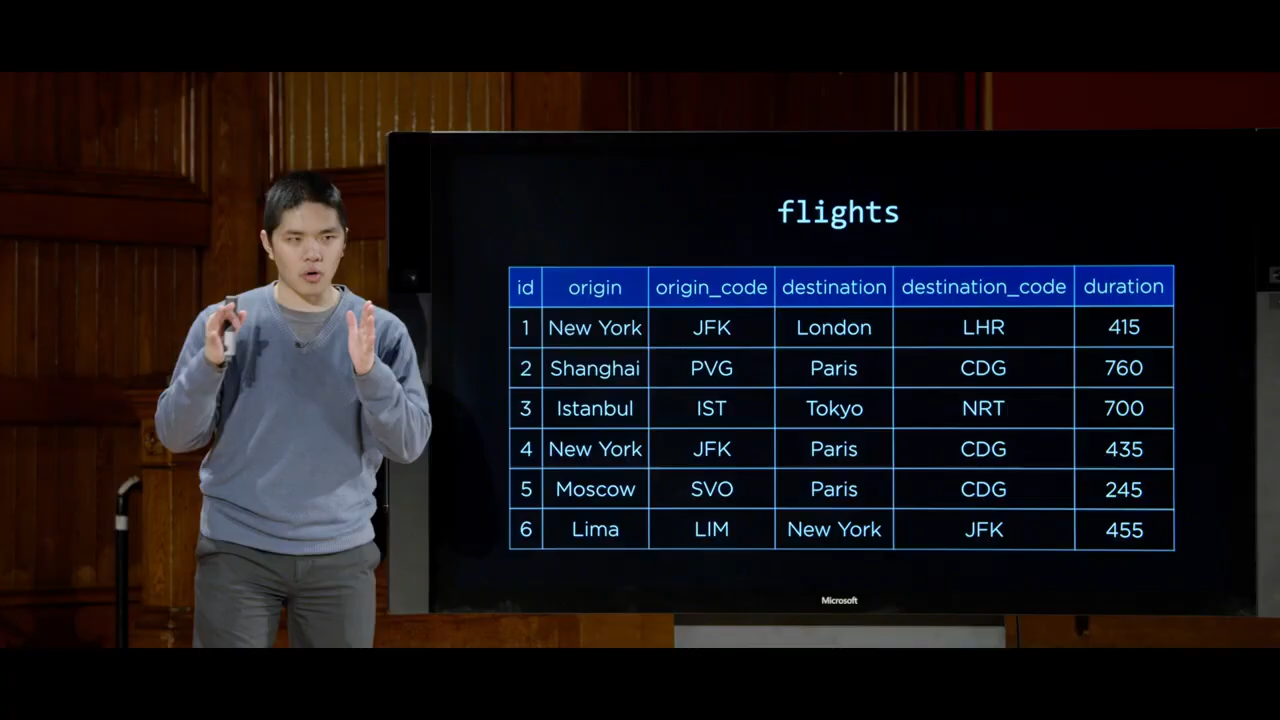 flights
id origin origin_code destination destination_code duration
1 New York JFK London LHR 415
2 Shanghai PVG Paris CDG 760
3 Istanbul IST Tokyo NRT 700
4 New York JFK Paris CDG 435
5 Moscow SVO Paris CDG 245
6 Lima LIM New York JFK 455
Microsoft